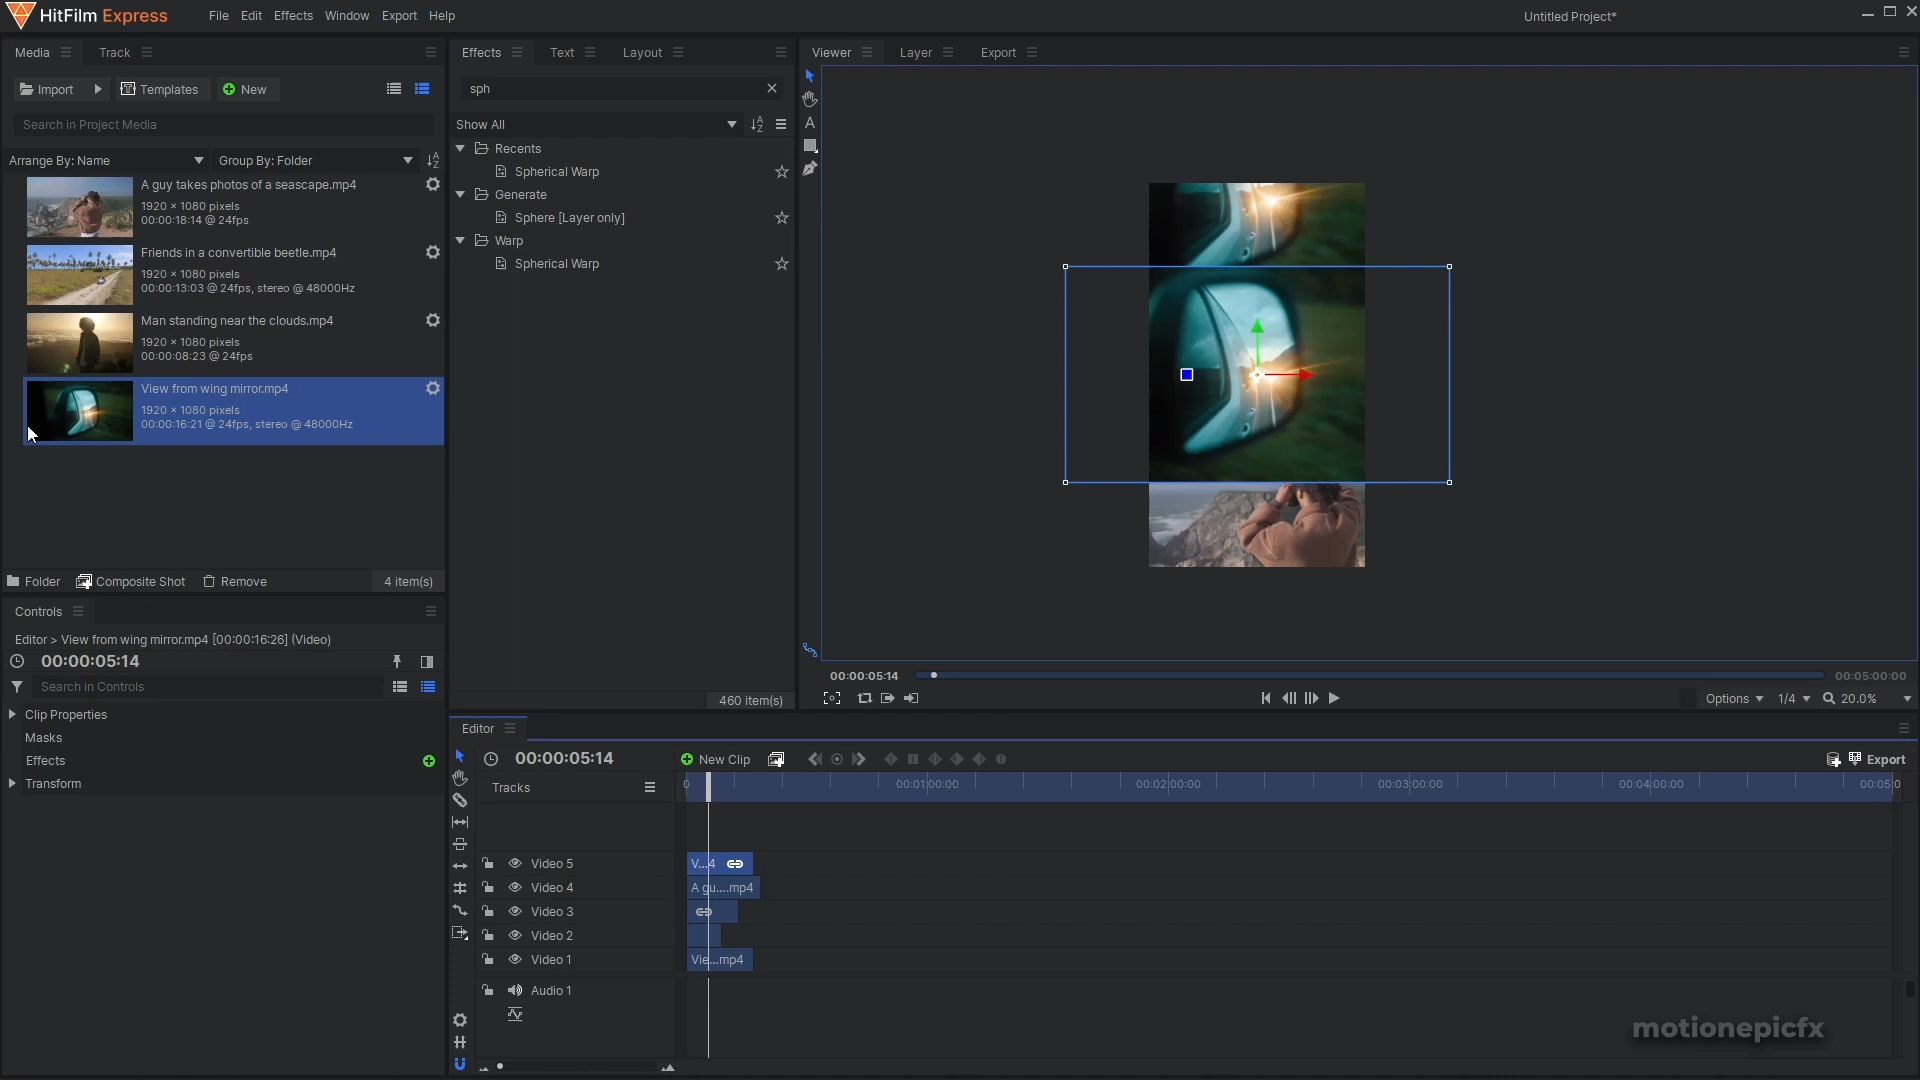 HitFilm Express
File Edit Effects Window Export Help
Untitled Project*
Media Track
Effects Text Layout
Viewer Layer Export
Import Templates New
sph
Search in Project Media
Show All
Arrange By: Name Group By: Folder
Recents
Spherical Warp
Generate
Sphere [Layer only]
Warp
Spherical Warp
A guy takes photos of a seascape.mp4
1920 × 1080 pixels
00:00:18:14 @ 24fps
Friends in a convertible beetle.mp4
1920 × 1080 pixels
00:00:13:03 @ 24fps, stereo @ 48000Hz
Man standing near the clouds.mp4
1920 × 1080 pixels
00:00:08:23 @ 24fps
View from wing mirror.mp4
1920 × 1080 pixels
00:00:16:21 @ 24fps, stereo @ 48000Hz
Folder Composite Shot Remove 4 item(s)
Controls
Editor > View from wing mirror.mp4 [00:00:16:26] (Video)
00:00:05:14
Search in Controls
Clip Properties
Masks
Effects
Transform
460 item(s)
00:00:05:14 00:05:00:00
Options 1/4 20.0%
Editor
00:00:05:14 New Clip Export
Tracks
0 00:01:00:00 00:02:00:00 00:03:00:00 00:04:00:00 00:05:0
Video 5 V...4
Video 4 A gu....mp4
Video 3
Video 2
Video 1 Vie...mp4
Audio 1
motionepicfx